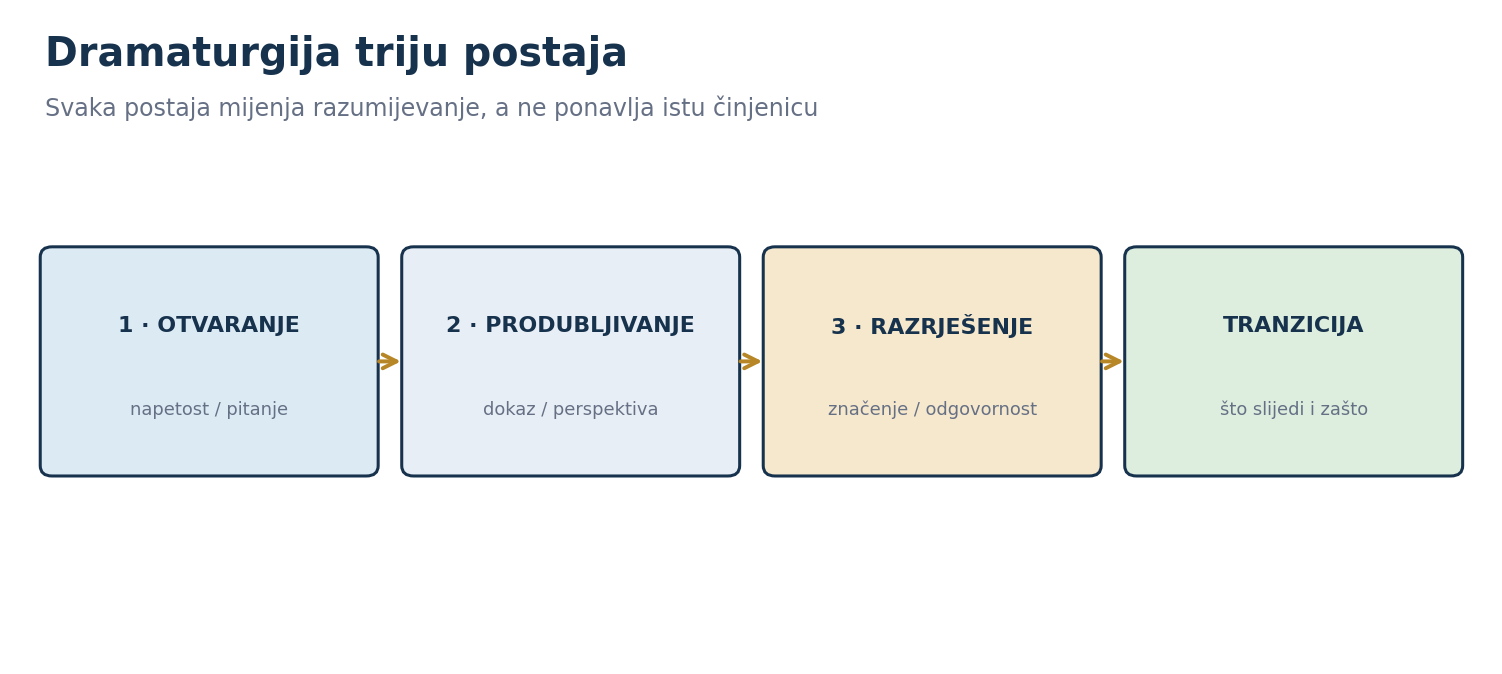 Dramaturgija triju postaja
Svaka postaja mijenja razumijevanje, a ne ponavlja istu činjenicu
1 · OTVARANJE
napetost / pitanje
2 · PRODUBLJIVANJE
dokaz / perspektiva
3 · RAZRJEŠENJE
značenje / odgovornost
TRANZICIJA
što slijedi i zašto